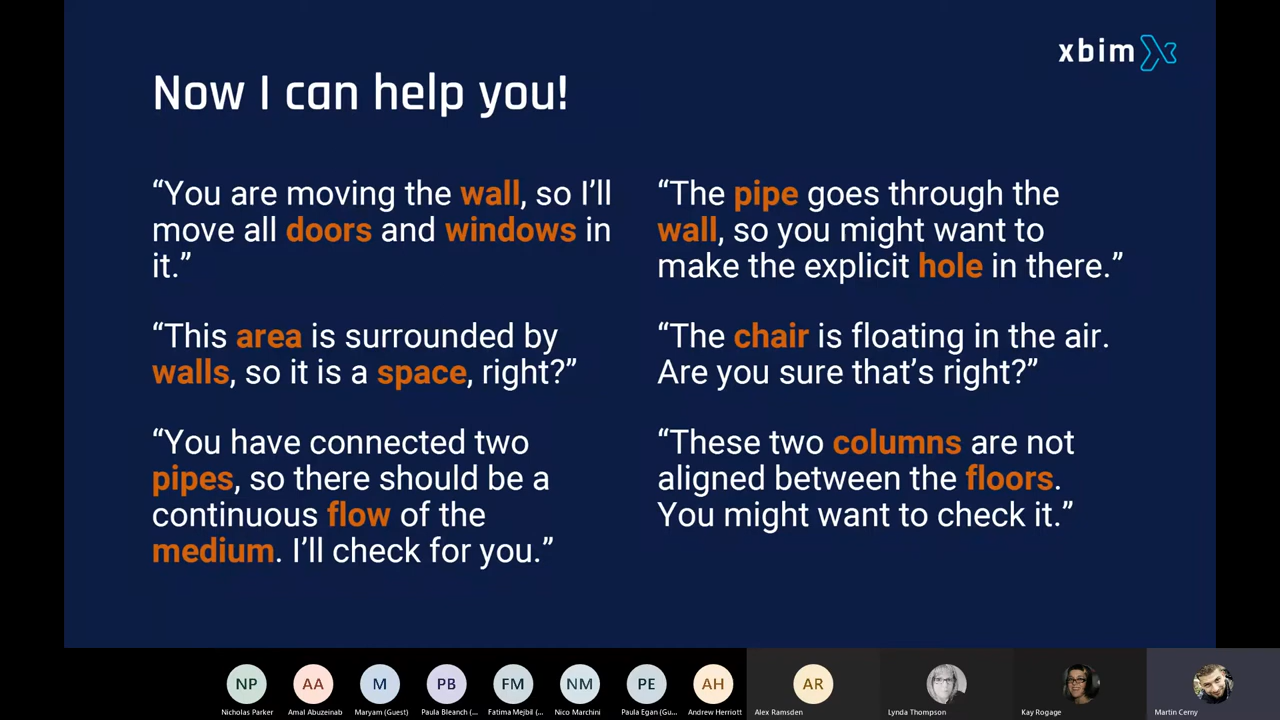 xbim
Now I can help you!
“You are moving the wall, so I’ll
move all doors and windows in
it.”
“This area is surrounded by
walls, so it is a space, right?”
“You have connected two
pipes, so there should be a
continuous flow of the
medium. I’ll check for you.”
“The pipe goes through the
wall, so you might want to
make the explicit hole in there.”
“The chair is floating in the air.
Are you sure that’s right?”
“These two columns are not
aligned between the floors.
You might want to check it.”
NP
AA
M
PB
FM
NM
PE
AH
AR
Nicholas Parker
Amal Abuzeinab
Maryam (Guest)
Paula Bleanch (...
Fatima Mejbil (...
Nico Marchini
Paula Egan (Gu...
Andrew Herriott
Alex Ramsden
Lynda Thompson
Kay Rogage
Martin Cerny